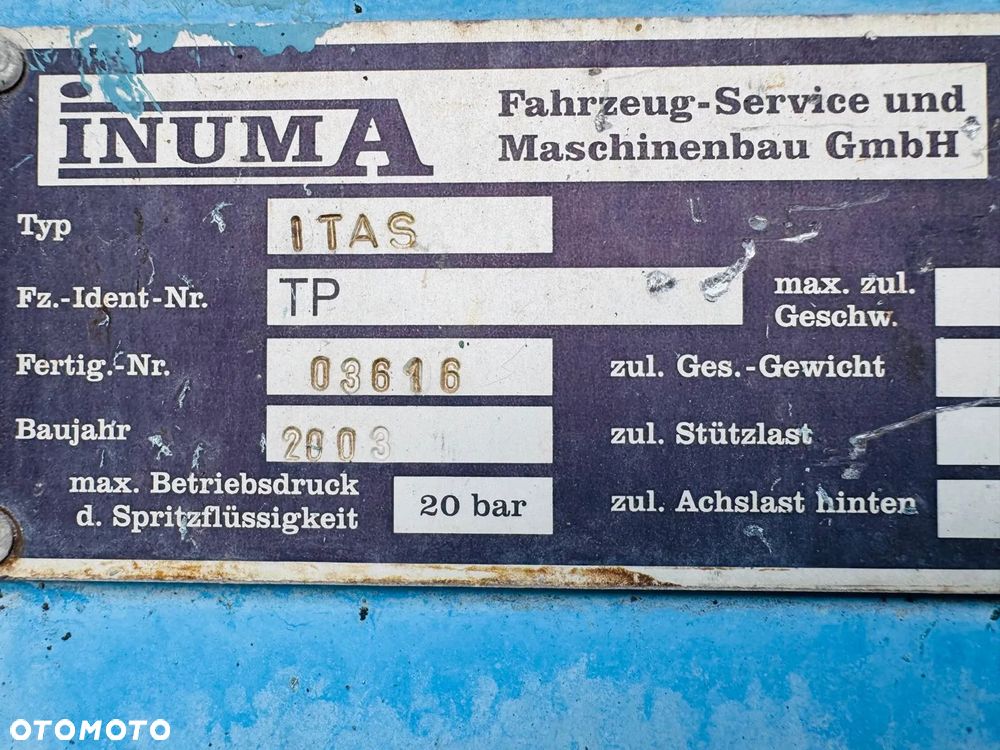 INUMA
Fahrzeug-Service und
Maschinenbau GmbH
Typ ITAS
Fz.-Ident-Nr. TP
max. zul.
Geschw.
Fertig.-Nr. 03616
zul. Ges.-Gewicht
Baujahr 2003
zul. Stützlast
max. Betriebsdruck
d. Spritzflüssigkeit
20 bar
zul. Achslast hinten
OTOMOTO